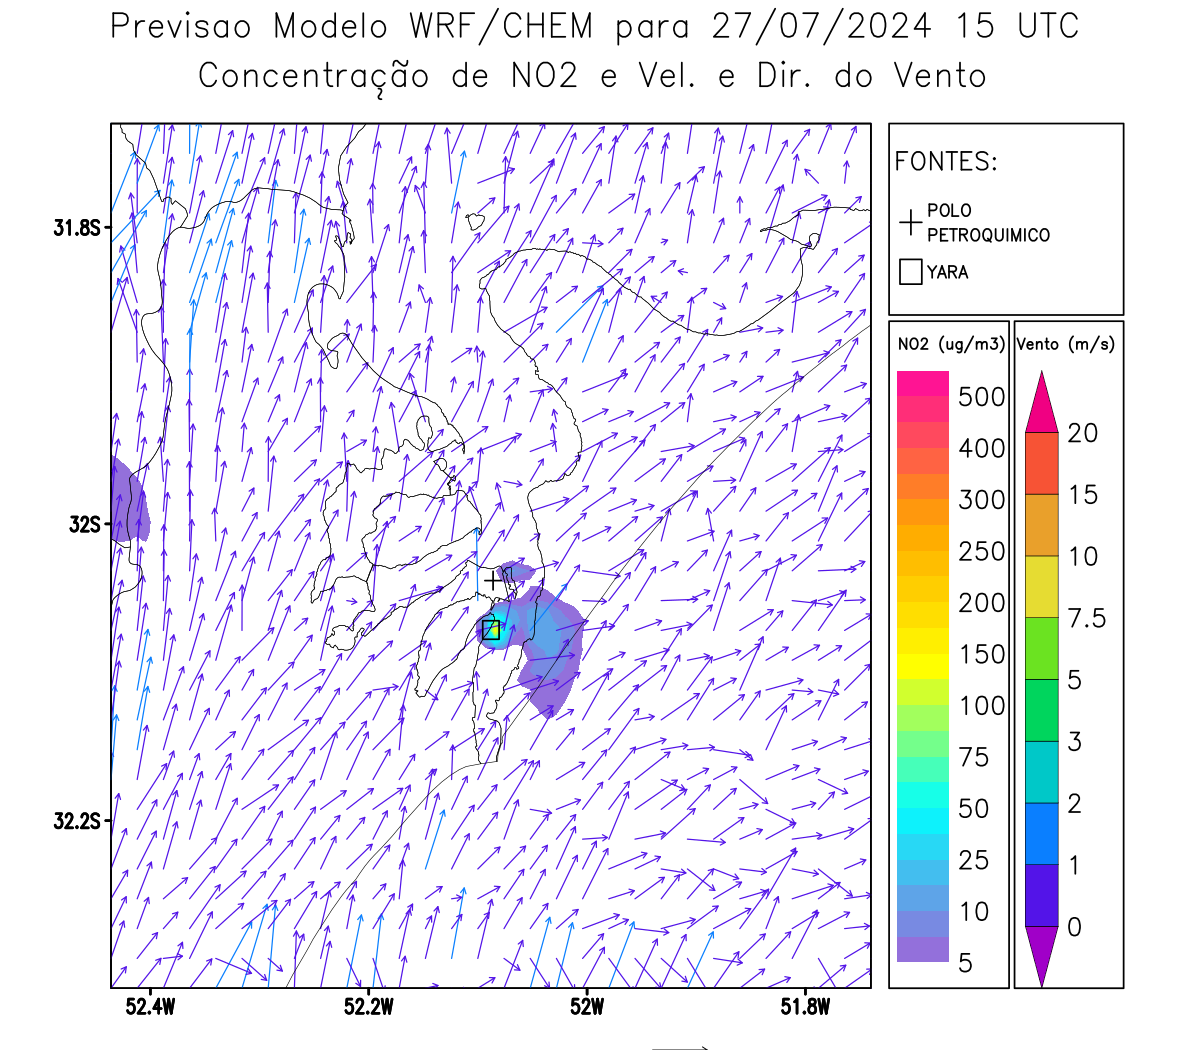 Previsao Modelo WRF/CHEM para 27/07/2024 15 UTC
Concentração de NO2 e Vel. e Dir. do Vento
FONTES:
POLO
PETROQUIMICO
YARA
NO2 (ug/m3)
500
400
300
250
200
150
100
75
50
25
10
5
Vento (m/s)
20
15
10
7.5
5
3
2
1
0
31.8S
32S
32.2S
52.4W
52.2W
52W
51.8W